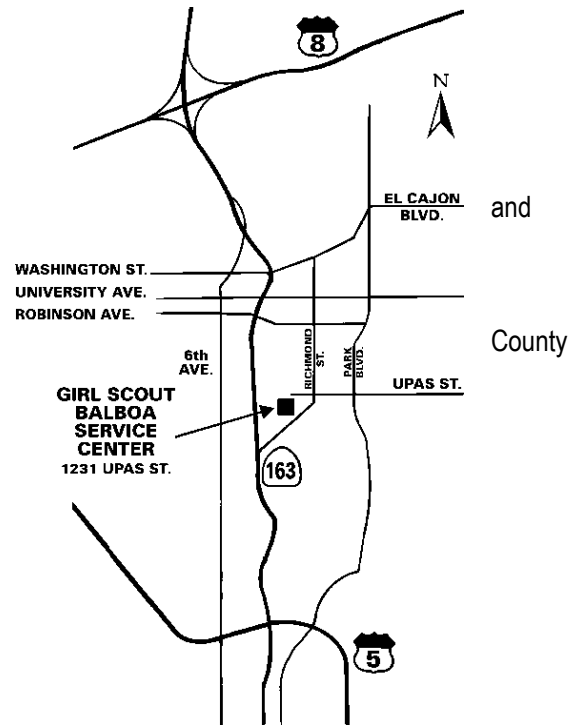 8
N
EL CAJON
BLVD.
and
WASHINGTON ST.
UNIVERSITY AVE.
ROBINSON AVE.
County
6th
AVE.
RICHMOND
ST.
PARK
BLVD.
UPAS ST.
GIRL SCOUT
BALBOA
SERVICE
CENTER
1231 UPAS ST.
163
5